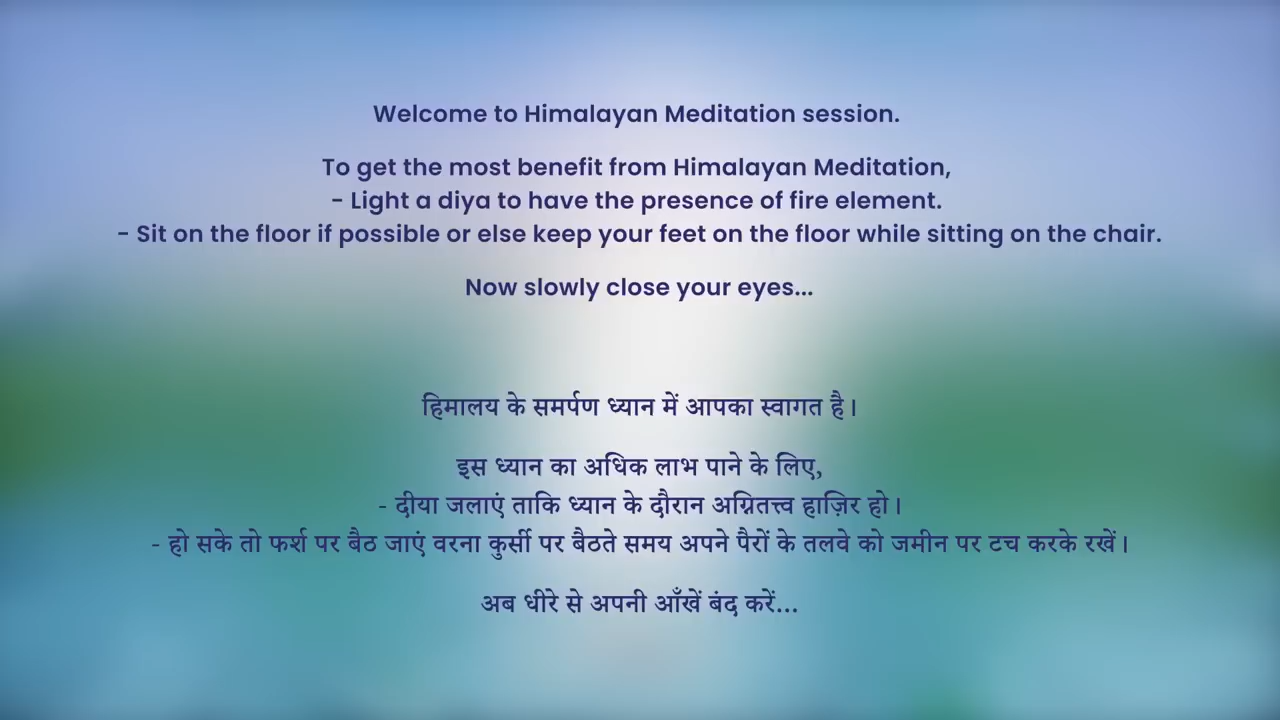 Welcome to Himalayan Meditation session.
To get the most benefit from Himalayan Meditation,
- Light a diya to have the presence of fire element.
- Sit on the floor if possible or else keep your feet on the floor while sitting on the chair.
Now slowly close your eyes...
हिमालय के समर्पण ध्यान में आपका स्वागत है।
इस ध्यान का अधिक लाभ पाने के लिए,
- दीया जलाएं ताकि ध्यान के दौरान अग्नितत्त्व हाज़िर हो।
- हो सके तो फर्श पर बैठ जाएं वरना कुर्सी पर बैठते समय अपने पैरों के तलवे को जमीन पर टच करके रखें।
अब धीरे से अपनी आँखें बंद करें...